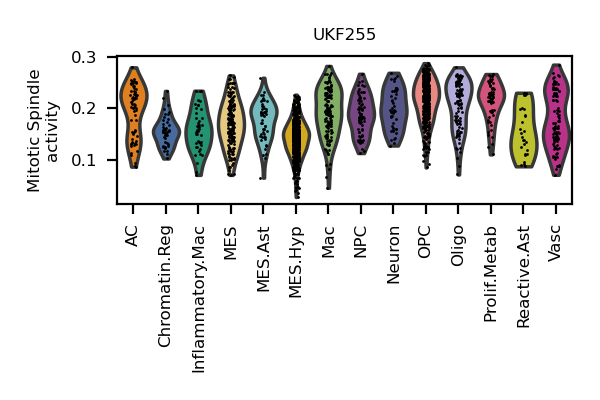 UKF255
Mitotic Spindle
activity
0.3
0.2
0.1
AC
Chromatin.Reg
Inflammatory.Mac
MES
MES.Ast
MES.Hyp
Mac
NPC
Neuron
OPC
Oligo
Prolif.Metab
Reactive.Ast
Vasc